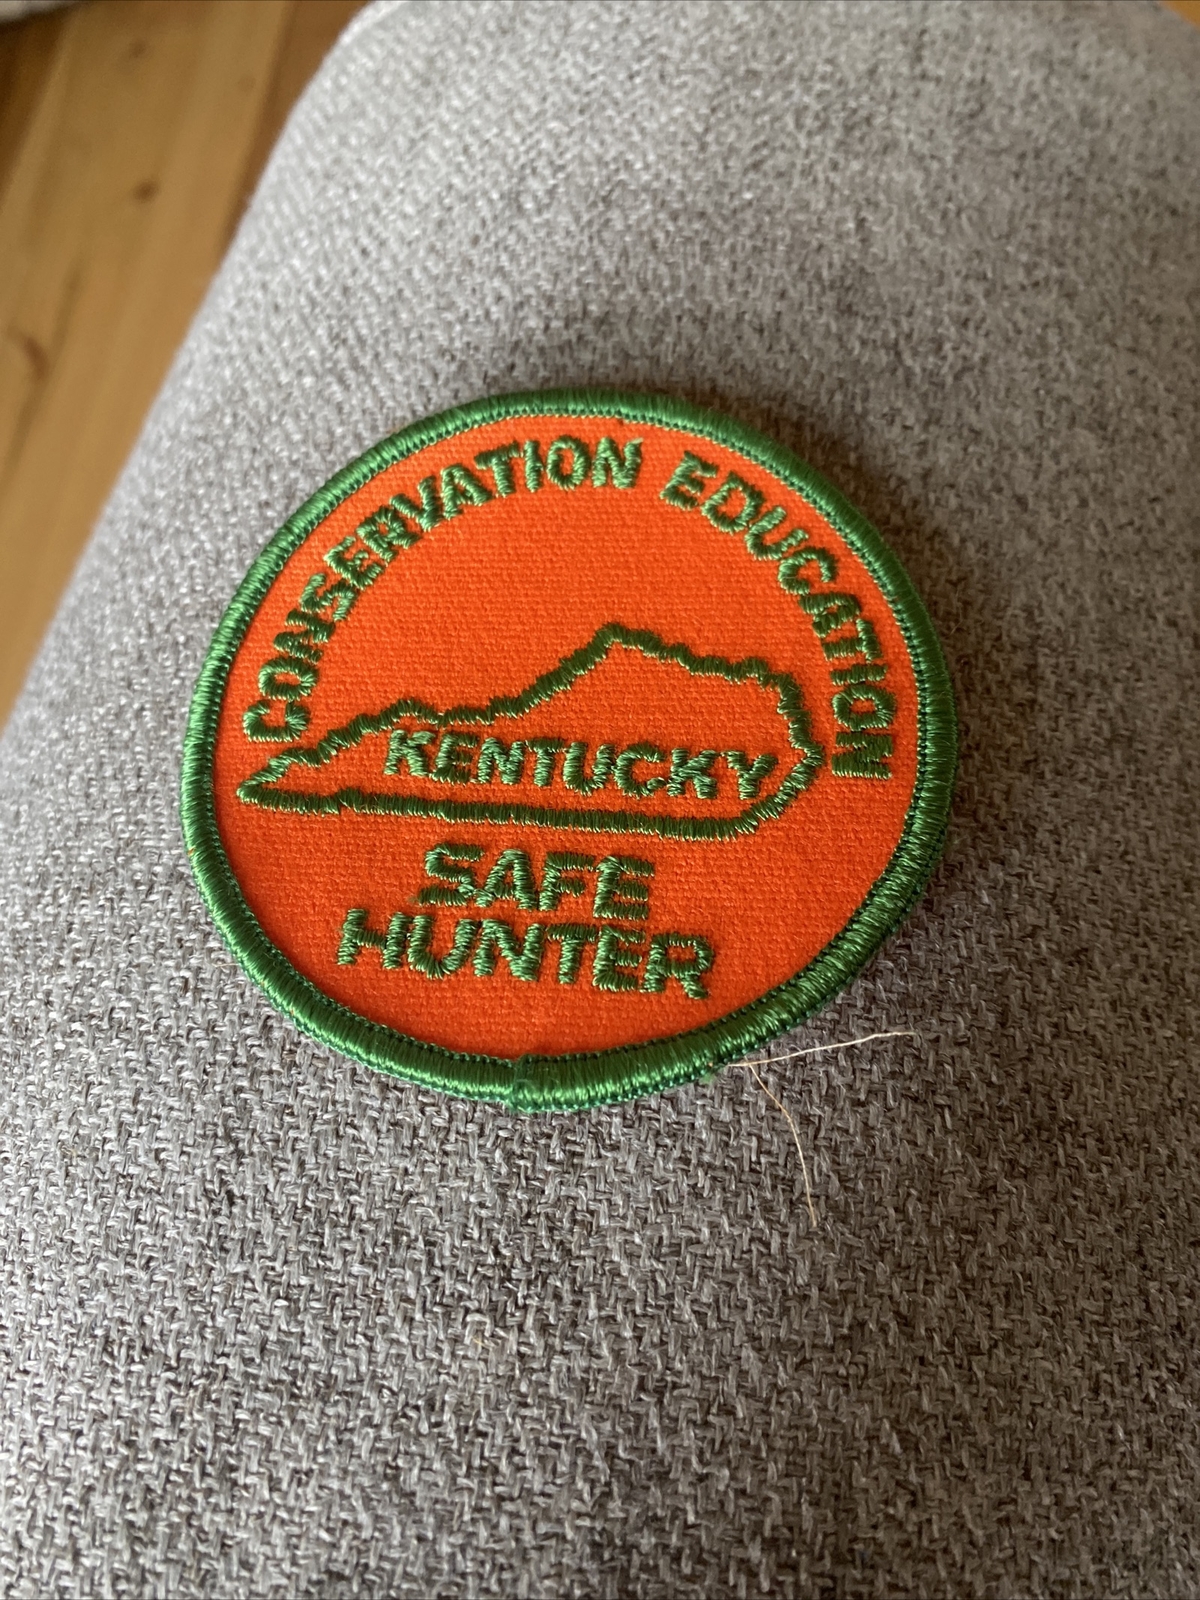 CONSERVATION EDUCATION
KENTUCKY
SAFE
HUNTER